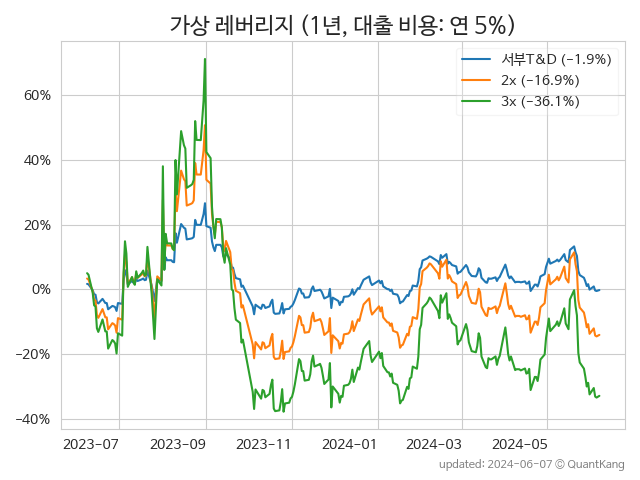 가상 레버리지 (1년, 대출 비용: 연 5%)
서부T&D (−1.9%)
2x (−16.9%)
3x (−36.1%)
60%
40%
20%
0%
−20%
−40%
2023-07 2023-09 2023-11 2024-01 2024-03 2024-05
updated: 2024-06-07 © QuantKang